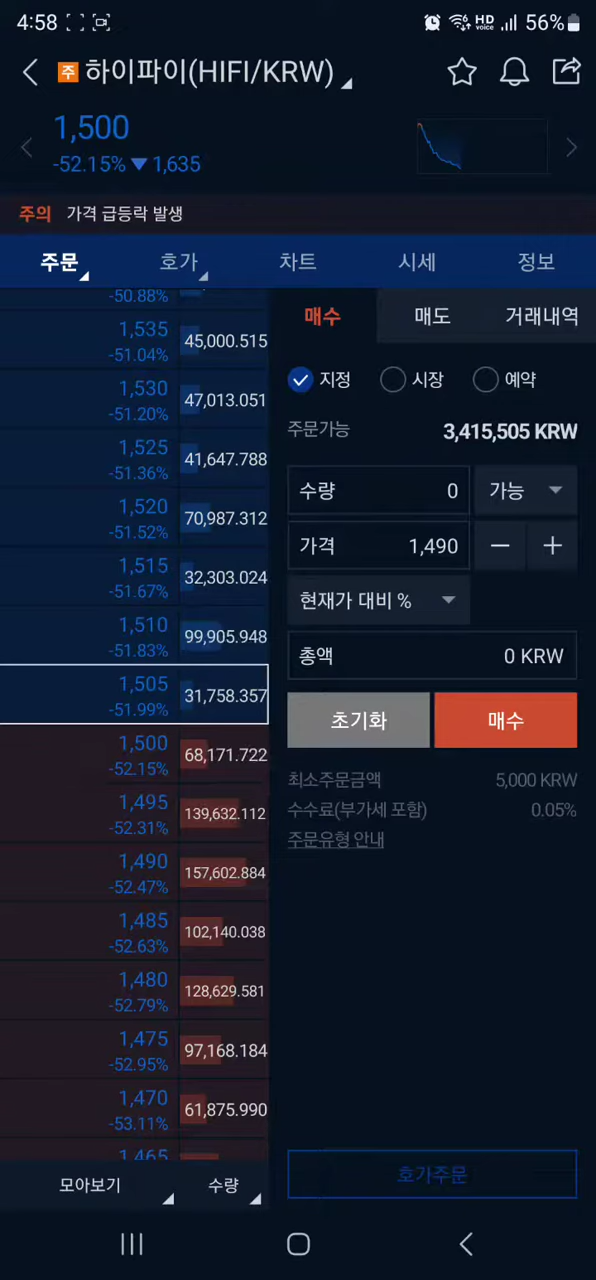 4:58 HD voice 56%
주 하이파이(HIFI/KRW)
1,500
-52.15% ▼ 1,635
주의 가격 급등락 발생
주문 호가 차트 시세 정보
-50.88%
1,535 45,000.515
-51.04%
1,530 47,013.051
-51.20%
1,525 41,647.788
-51.36%
1,520 70,987.312
-51.52%
1,515 32,303.024
-51.67%
1,510 99,905.948
-51.83%
1,505 31,758.357
-51.99%
1,500 68,171.722
-52.15%
1,495 139,632.112
-52.31%
1,490 157,602.884
-52.47%
1,485 102,140.038
-52.63%
1,480 128,629.581
-52.79%
1,475 97,168.184
-52.95%
1,470 61,875.990
-53.11%
1,465
모아보기 수량
매수 매도 거래내역
지정 시장 예약
주문가능 3,415,505 KRW
수량 0 가능
가격 1,490 − +
현재가 대비 %
총액 0 KRW
초기화 매수
최소주문금액 5,000 KRW
수수료(부가세 포함) 0.05%
주문유형 안내
호가주문